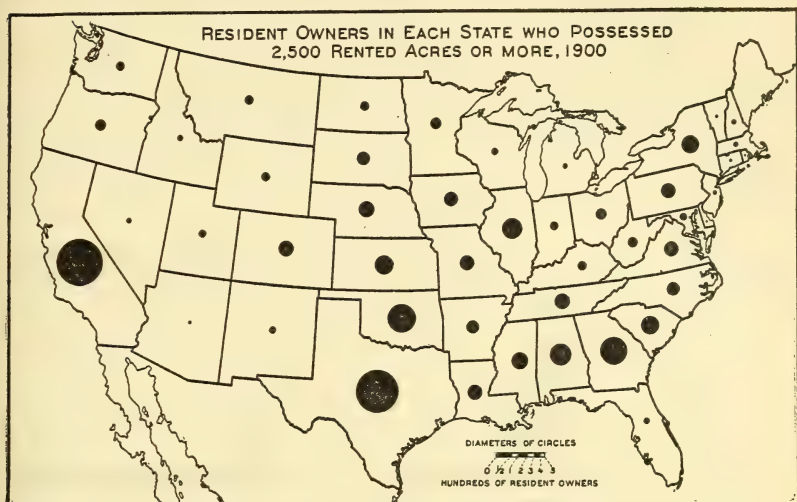 RESIDENT OWNERS IN EACH STATE WHO POSSESSED
2,500 RENTED ACRES OR MORE, 1900
DIAMETERS OF CIRCLES
0 ½ 1 2 3 4 5
HUNDREDS OF RESIDENT OWNERS